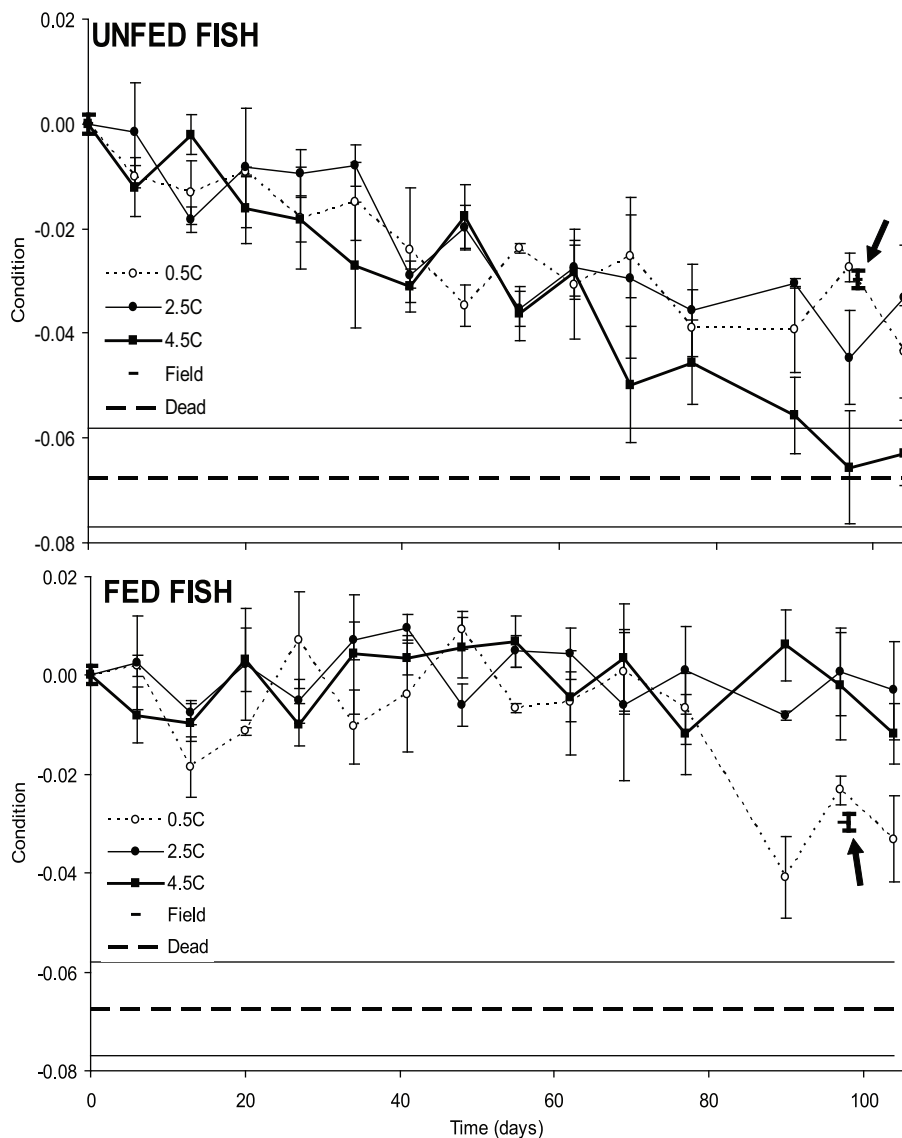 0.02
UNFED FISH
0.00
-0.02
-0.04
-0.06
-0.08
Condition
0.5C
2.5C
4.5C
Field
Dead
0.02
FED FISH
0.00
-0.02
-0.04
-0.06
-0.08
Condition
0.5C
2.5C
4.5C
Field
Dead
0 20 40 60 80 100
Time (days)